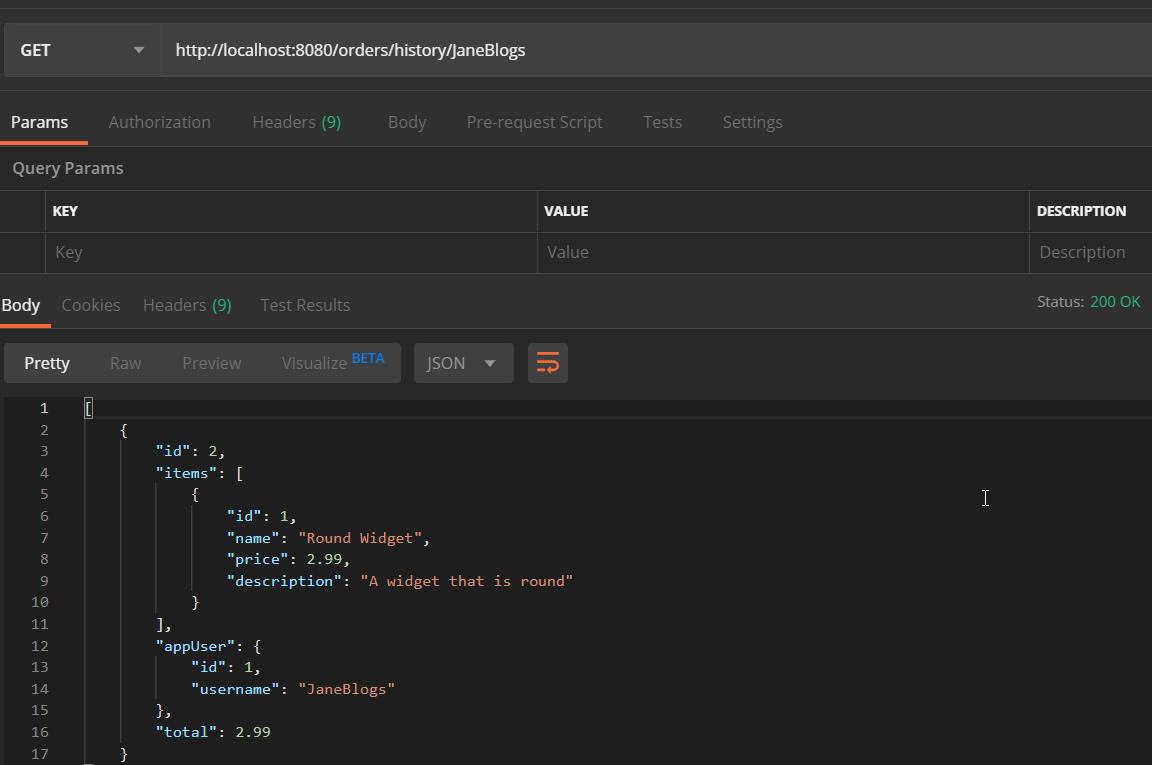 GET http://localhost:8080/orders/history/JaneBlogs
Params Authorization Headers (9) Body Pre-request Script Tests Settings
Query Params
KEY VALUE DESCRIPTION
Key Value Description
Body Cookies Headers (9) Test Results Status: 200 OK
Pretty Raw Preview Visualize BETA JSON
1 [
2 {
3 "id": 2,
4 "items": [
5 {
6 "id": 1,
7 "name": "Round Widget",
8 "price": 2.99,
9 "description": "A widget that is round"
10 }
11 ],
12 "appUser": {
13 "id": 1,
14 "username": "JaneBlogs"
15 },
16 "total": 2.99
17 }